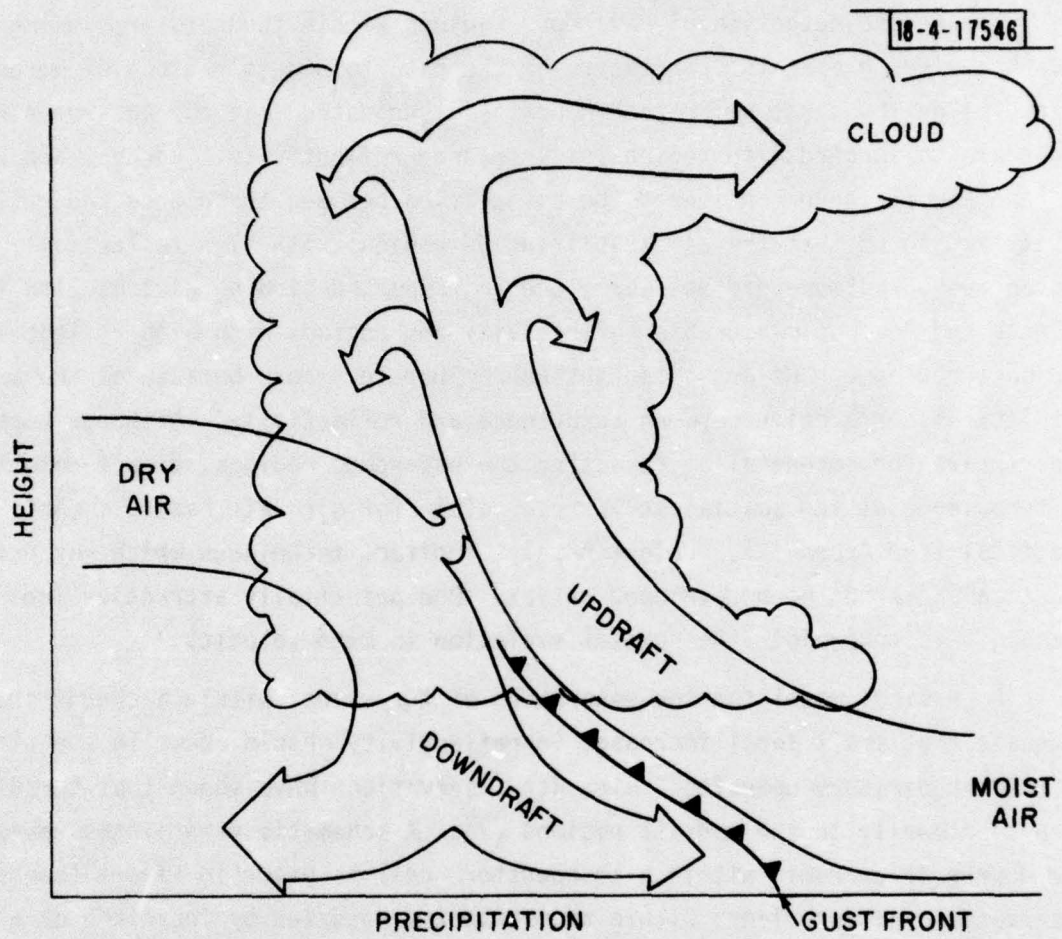 18-4-17546
CLOUD
HEIGHT
DRY
AIR
UPDRAFT
DOWNDRAFT
MOIST
AIR
PRECIPITATION
GUST FRONT